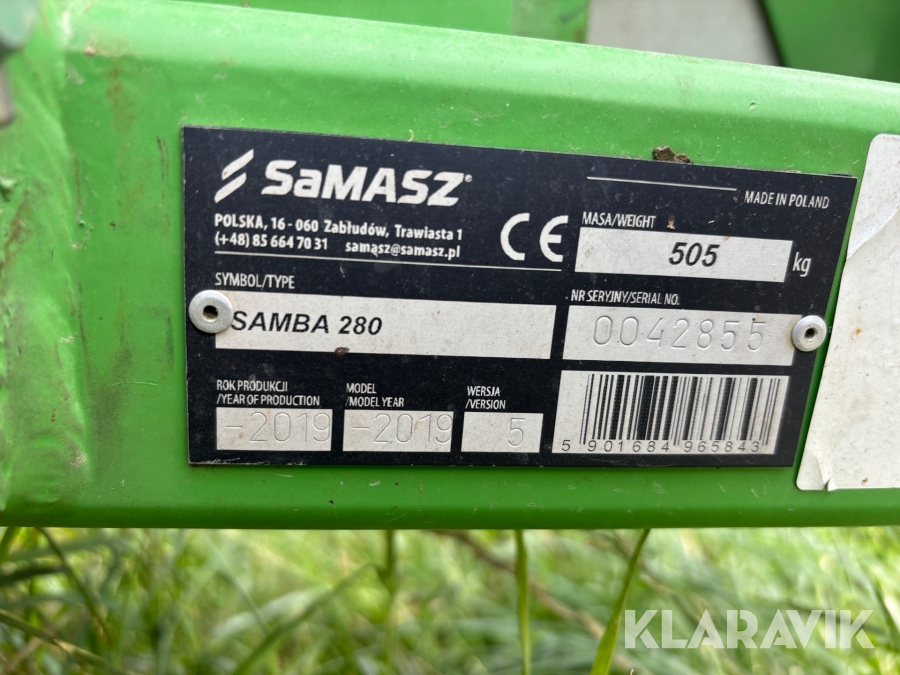 SaMASZ®
MADE IN POLAND
POLSKA, 16 - 060 Zabłudów, Trawiasta 1
(+48) 85 664 70 31 samasz@samasz.pl
CE
MASA/WEIGHT
505 kg
SYMBOL/TYPE
SAMBA 280
NR SERYJNY/SERIAL NO.
0042855
ROK PRODUKCJI
/YEAR OF PRODUCTION
-2019
MODEL
/MODEL YEAR
-2019
WERSJA
/VERSION
5
5 901684 965843
KLARAVIK